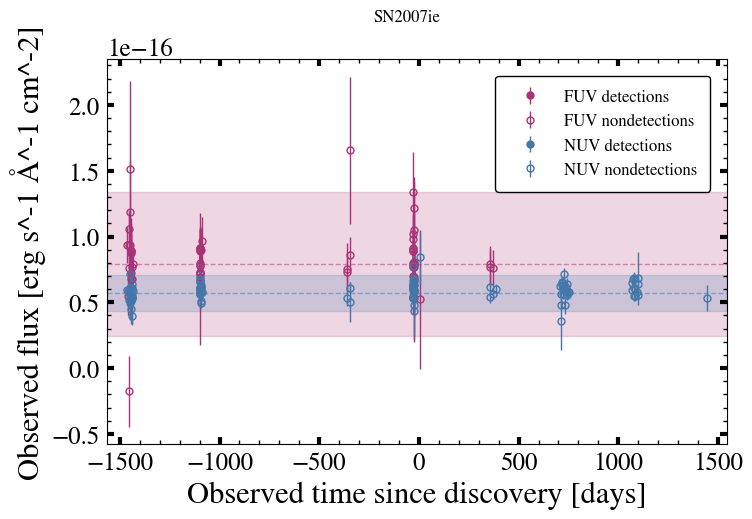 SN2007ie
1e−16
Observed flux [erg s^-1 Å^-1 cm^-2]
2.0
1.5
1.0
0.5
0.0
−0.5
FUV detections
FUV nondetections
NUV detections
NUV nondetections
−1500 −1000 −500 0 500 1000 1500
Observed time since discovery [days]